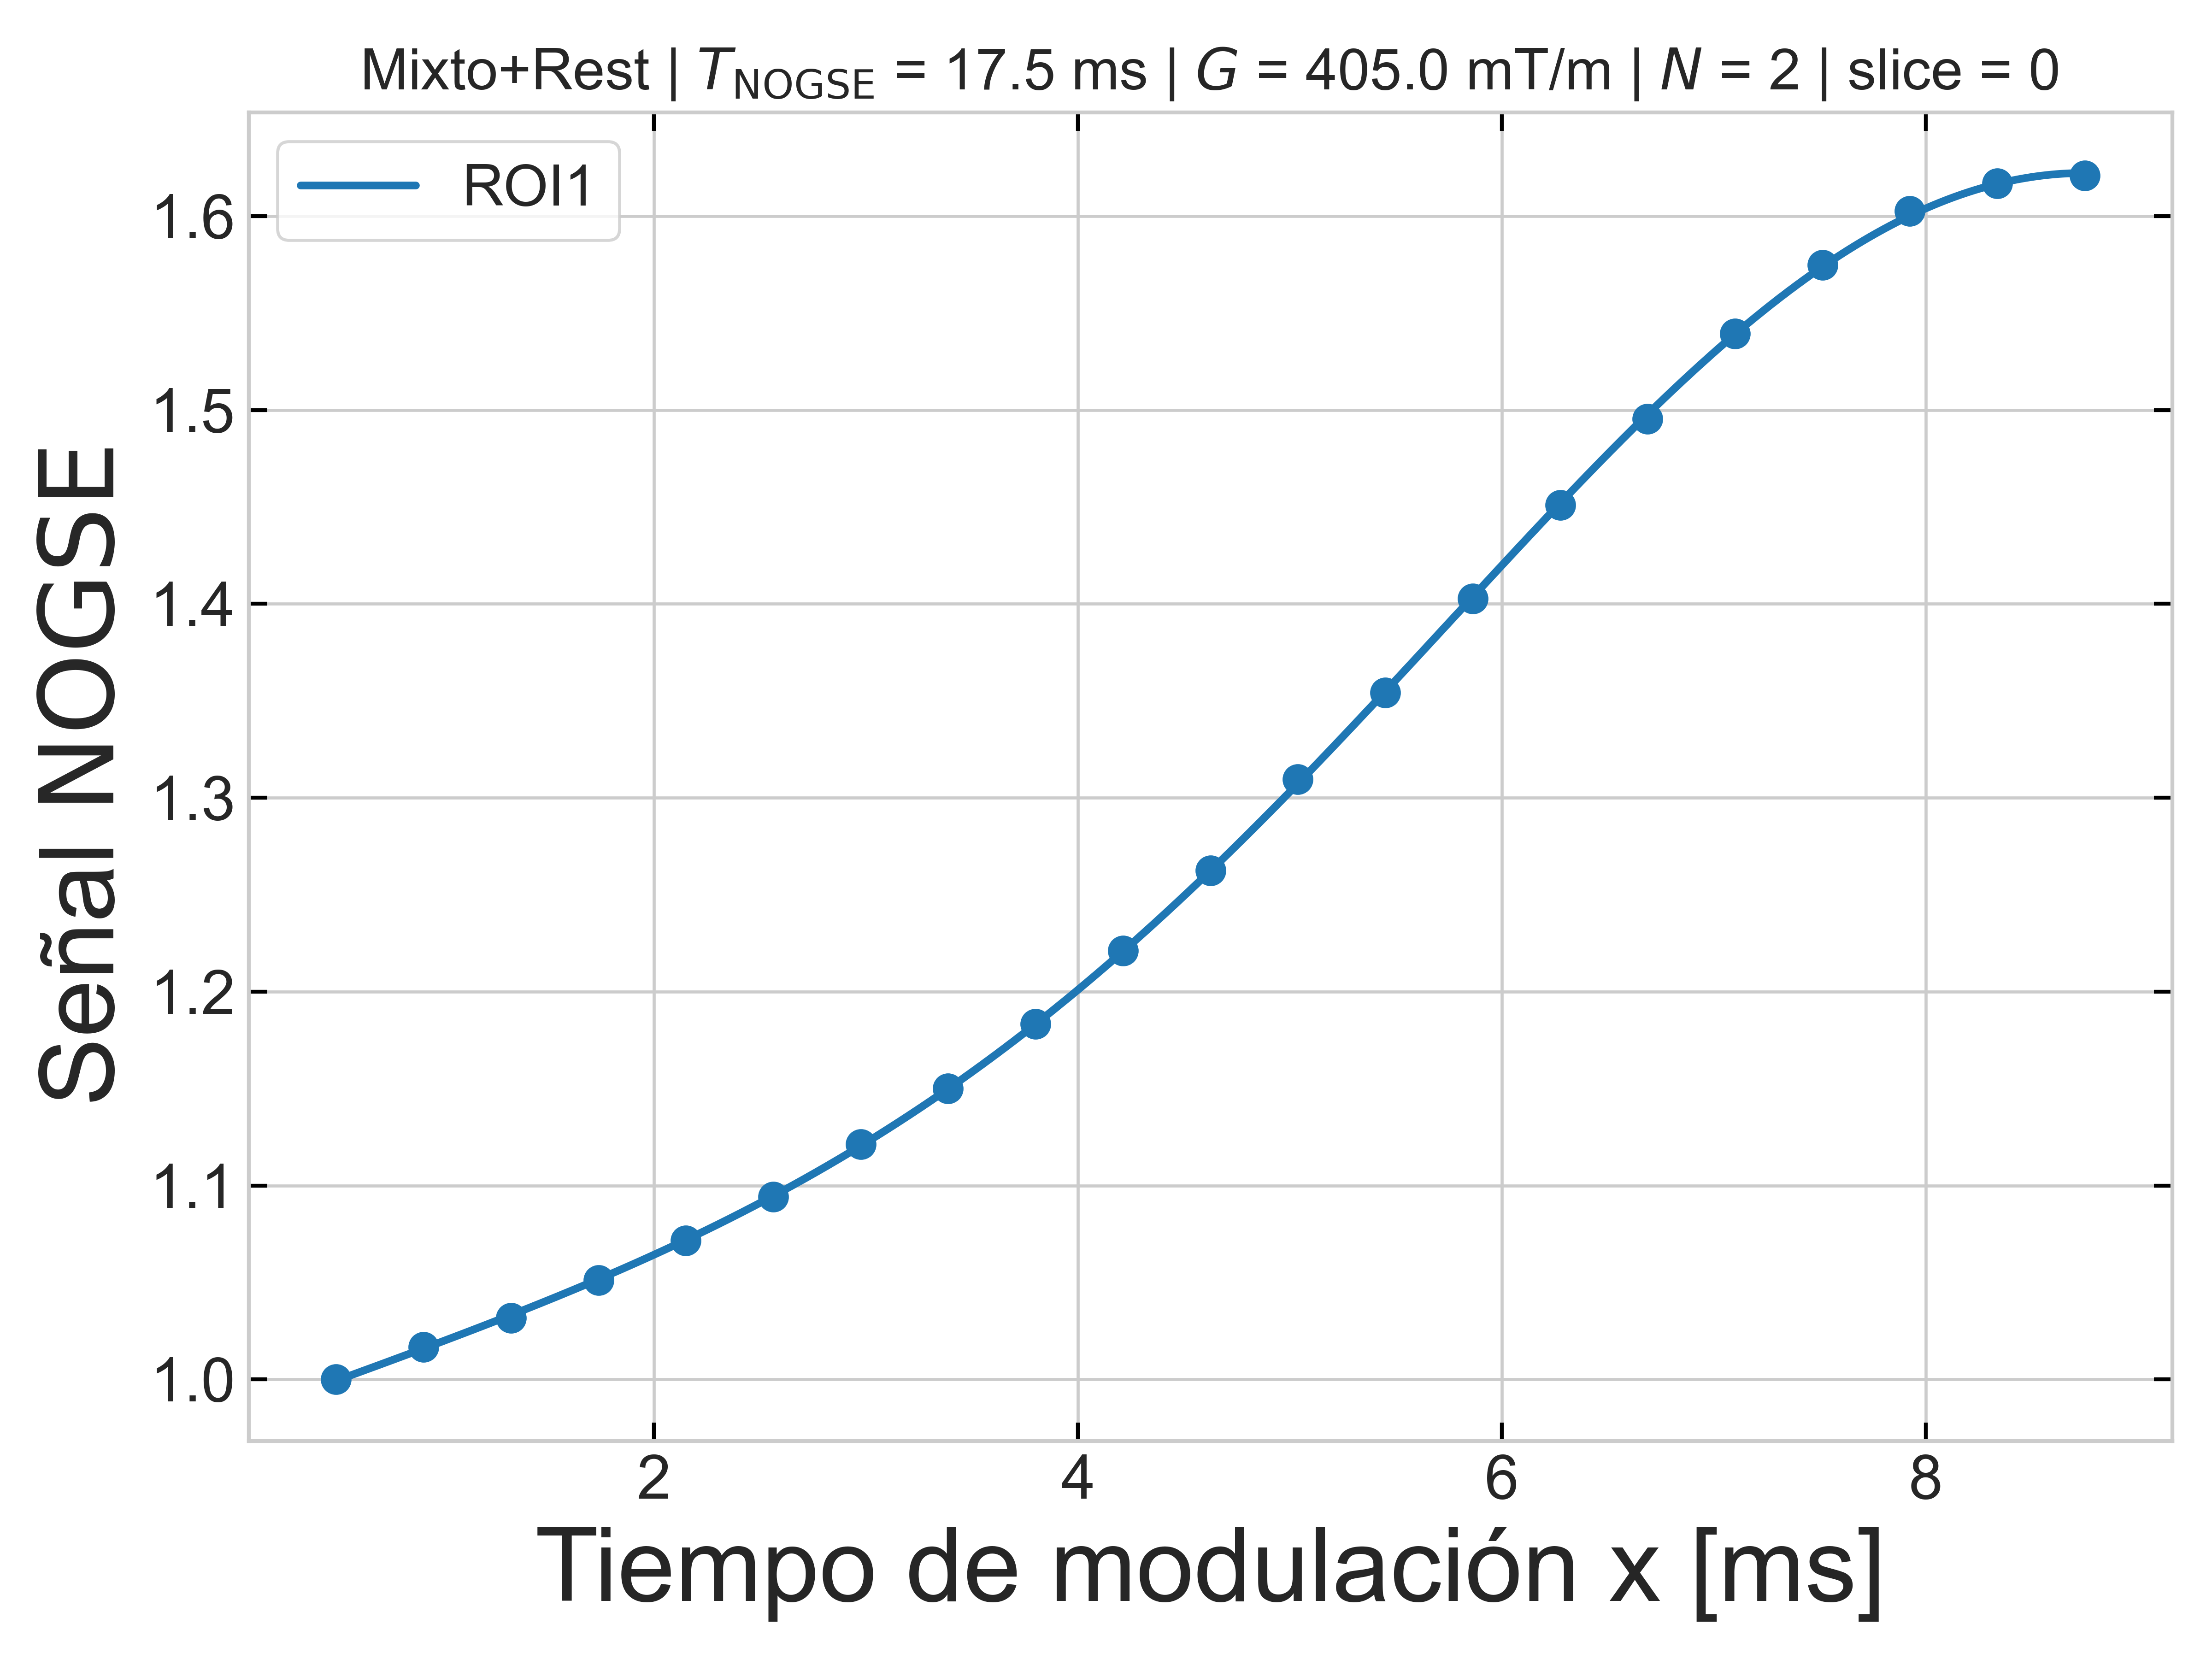 Mixto+Rest | T_NOGSE = 17.5 ms | G = 405.0 mT/m | N = 2 | slice = 0
ROI1
Señal NOGSE
1.6
1.5
1.4
1.3
1.2
1.1
1.0
2 4 6 8
Tiempo de modulación x [ms]